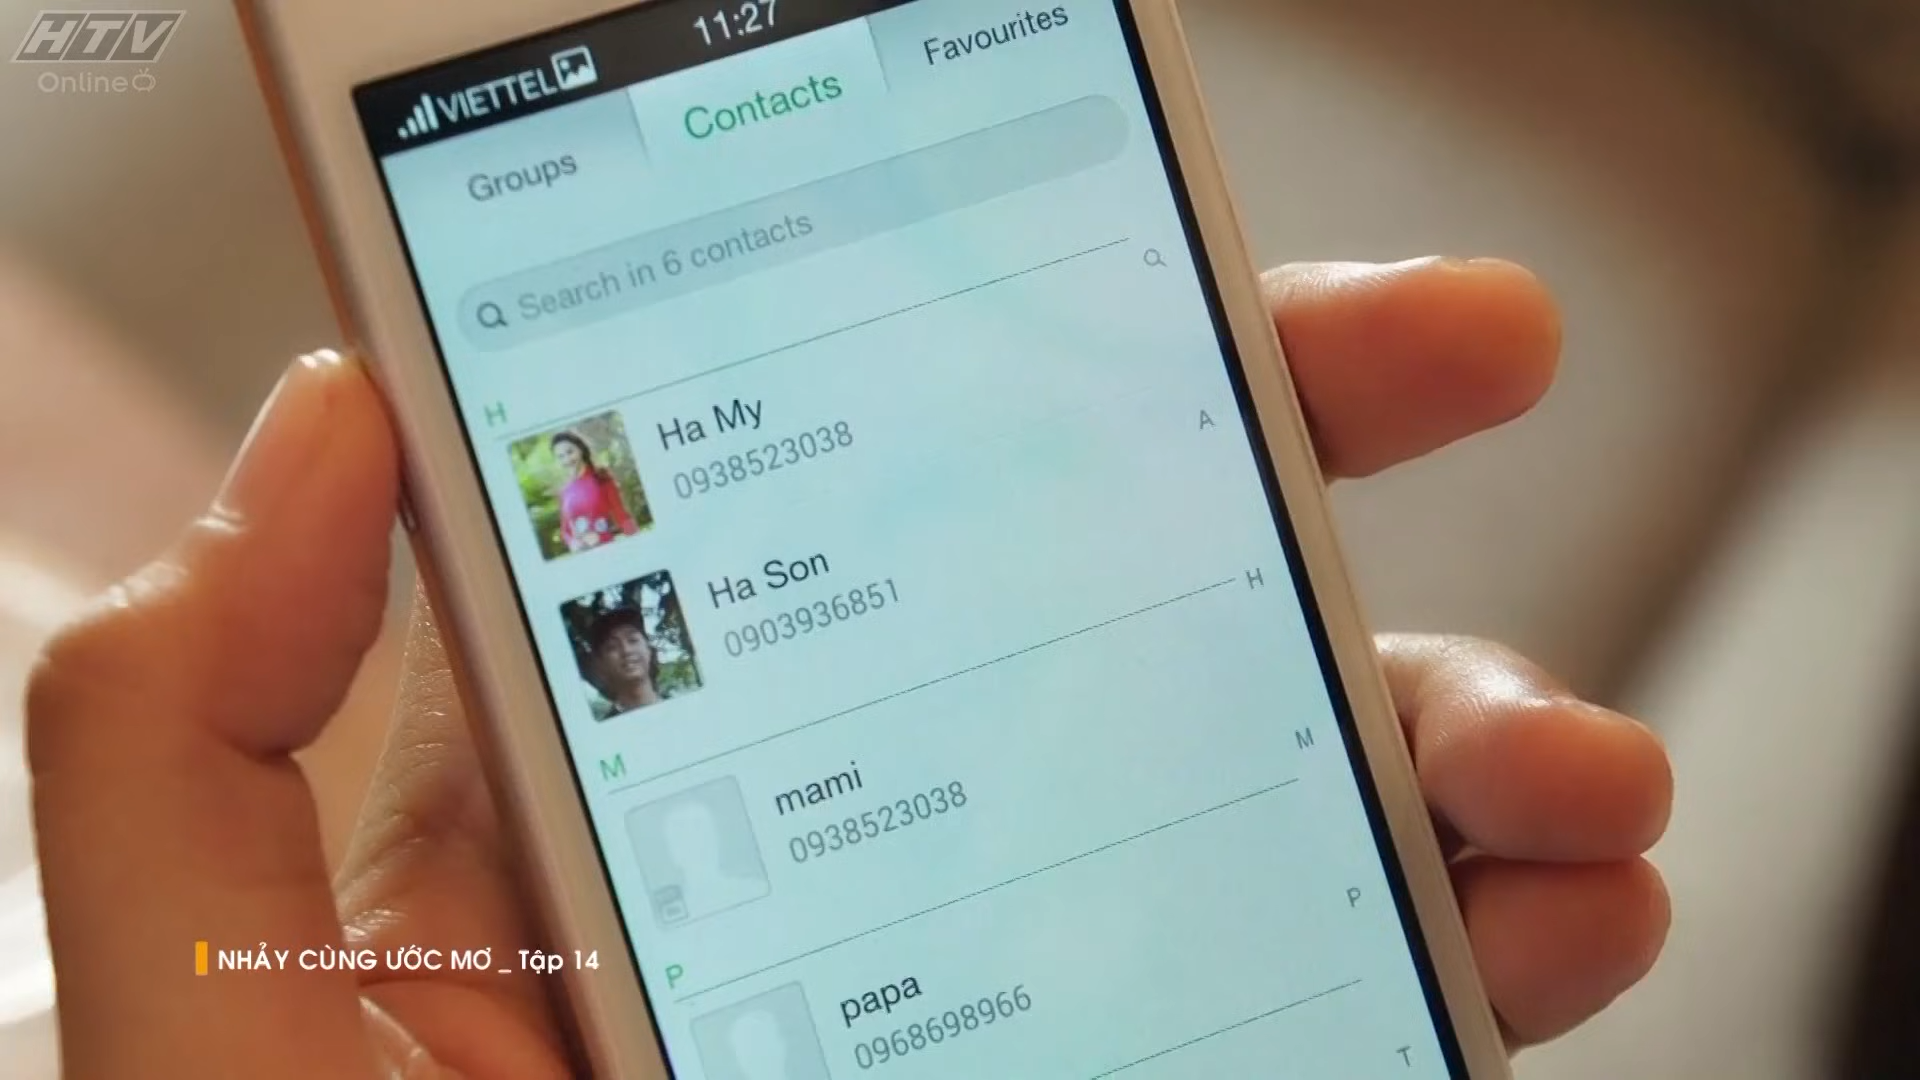 HTV
Online
VIETTEL 11:27
Groups Contacts Favourites
Search in 6 contacts
H
Ha My
0938523038
A
Ha Son
0903936851
H
M
mami
0938523038
M
P
papa
0968698966
P
T
NHẢY CÙNG ƯỚC MƠ _ Tập 14